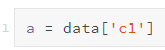 1 a = data['c1']